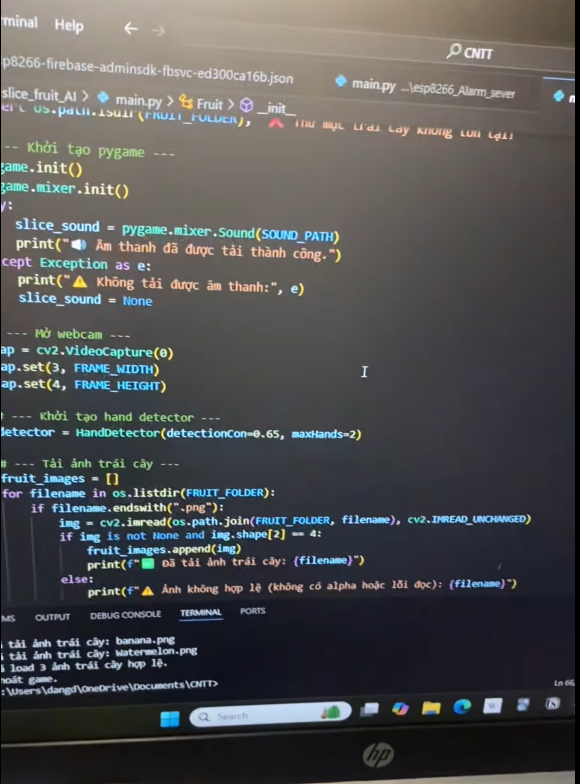 minal Help
CNTT
p8266-firebase-adminsdk-fbsvc-ed300ca16b.json
main.py ...\esp8266_Alarm_sever
slice_fruit_AI > main.py > Fruit > __init__
ert os.path.isdir(FRUIT_FOLDER), "❌ Thư mục trái cây không tồn tại!
-- Khởi tạo pygame ---
game.init()
game.mixer.init()
y:
slice_sound = pygame.mixer.Sound(SOUND_PATH)
print("🔊 Âm thanh đã được tải thành công.")
cept Exception as e:
print("⚠️ Không tải được âm thanh:", e)
slice_sound = None
--- Mở webcam ---
ap = cv2.VideoCapture(0)
ap.set(3, FRAME_WIDTH)
ap.set(4, FRAME_HEIGHT)
# --- Khởi tạo hand detector ---
detector = HandDetector(detectionCon=0.65, maxHands=2)
# --- Tải ảnh trái cây ---
fruit_images = []
for filename in os.listdir(FRUIT_FOLDER):
if filename.endswith(".png"):
img = cv2.imread(os.path.join(FRUIT_FOLDER, filename), cv2.IMREAD_UNCHANGED)
if img is not None and img.shape[2] == 4:
fruit_images.append(img)
print(f"✅ Đã tải ảnh trái cây: {filename}")
else:
print(f"⚠️ Ảnh không hợp lệ (không có alpha hoặc lỗi đọc): {filename}")
MS OUTPUT DEBUG CONSOLE TERMINAL PORTS
tải ảnh trái cây: banana.png
tải ảnh trái cây: Watermelon.png
load 3 ảnh trái cây hợp lệ.
hoát game.
:\Users\dangd\OneDrive\Documents\CNTT>
Ln 66
Search
hp